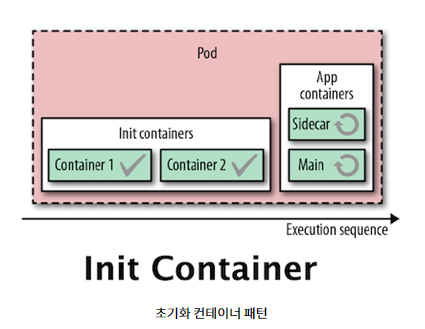 Pod
App
containers
Init containers
Sidecar
Container 1
Container 2
Main
Execution sequence
Init Container
초기화 컨테이너 패턴